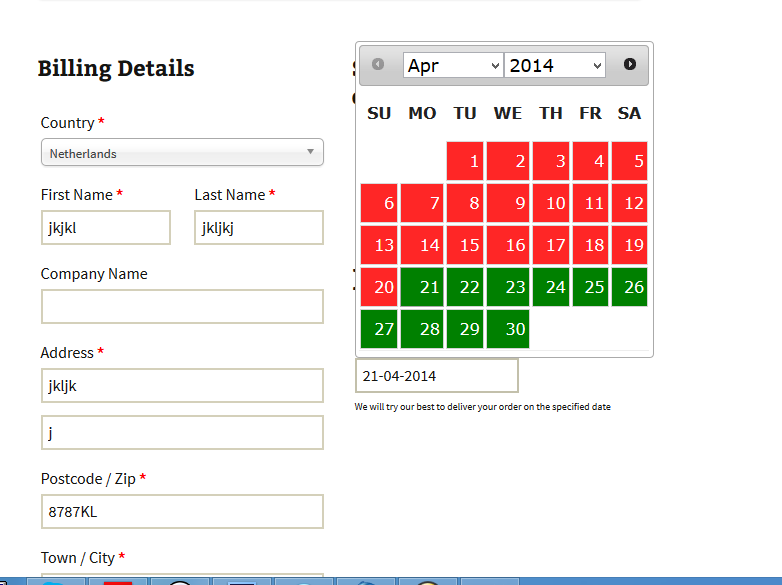 Billing Details
Country *
Netherlands
First Name *
Last Name *
jkjkl
jkljkj
Company Name
Address *
jkljk
j
Postcode / Zip *
8787KL
Town / City *
Apr
2014
SU MO TU WE TH FR SA
1 2 3 4 5
6 7 8 9 10 11 12
13 14 15 16 17 18 19
20 21 22 23 24 25 26
27 28 29 30
21-04-2014
We will try our best to deliver your order on the specified date